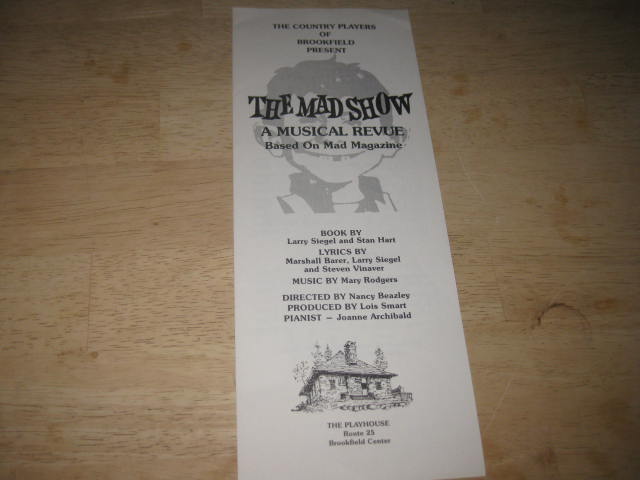 THE COUNTRY PLAYERS
OF
BROOKFIELD
PRESENT
THE MAD SHOW
A MUSICAL REVUE
Based On Mad Magazine
BOOK BY
Larry Siegel and Stan Hart
LYRICS BY
Marshall Barer, Larry Siegel
and Steven Vinaver
MUSIC BY Mary Rodgers
DIRECTED BY Nancy Beazley
PRODUCED BY Lois Smart
PIANIST — Joanne Archibald
THE PLAYHOUSE
Route 25
Brookfield Center